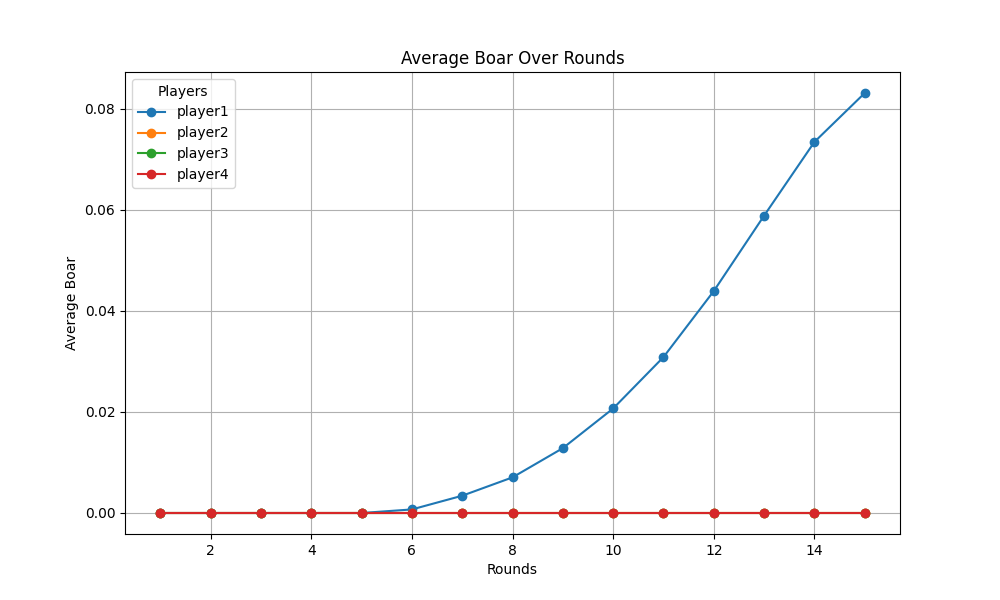 Average Boar Over Rounds
Players
player1
player2
player3
player4
Average Boar
0.08
0.06
0.04
0.02
0.00
2 4 6 8 10 12 14
Rounds